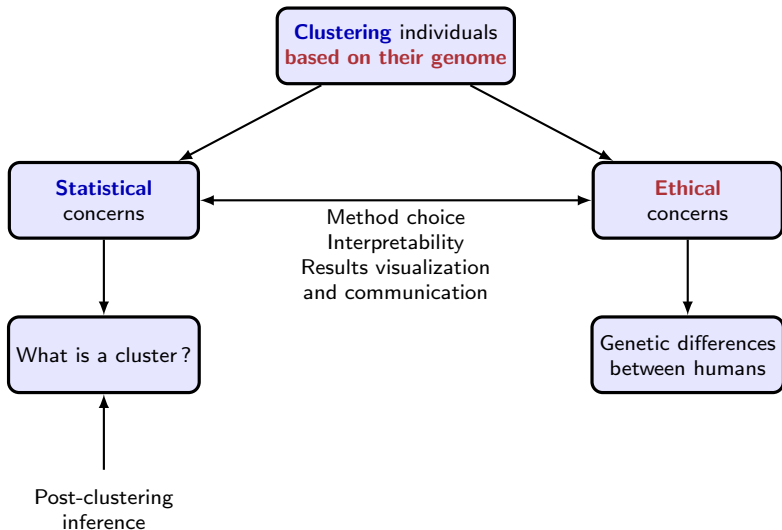 Clustering individuals
based on their genome
Statistical
concerns
Ethical
concerns
Method choice
Interpretability
Results visualization
and communication
What is a cluster ?
Genetic differences
between humans
Post-clustering
inference